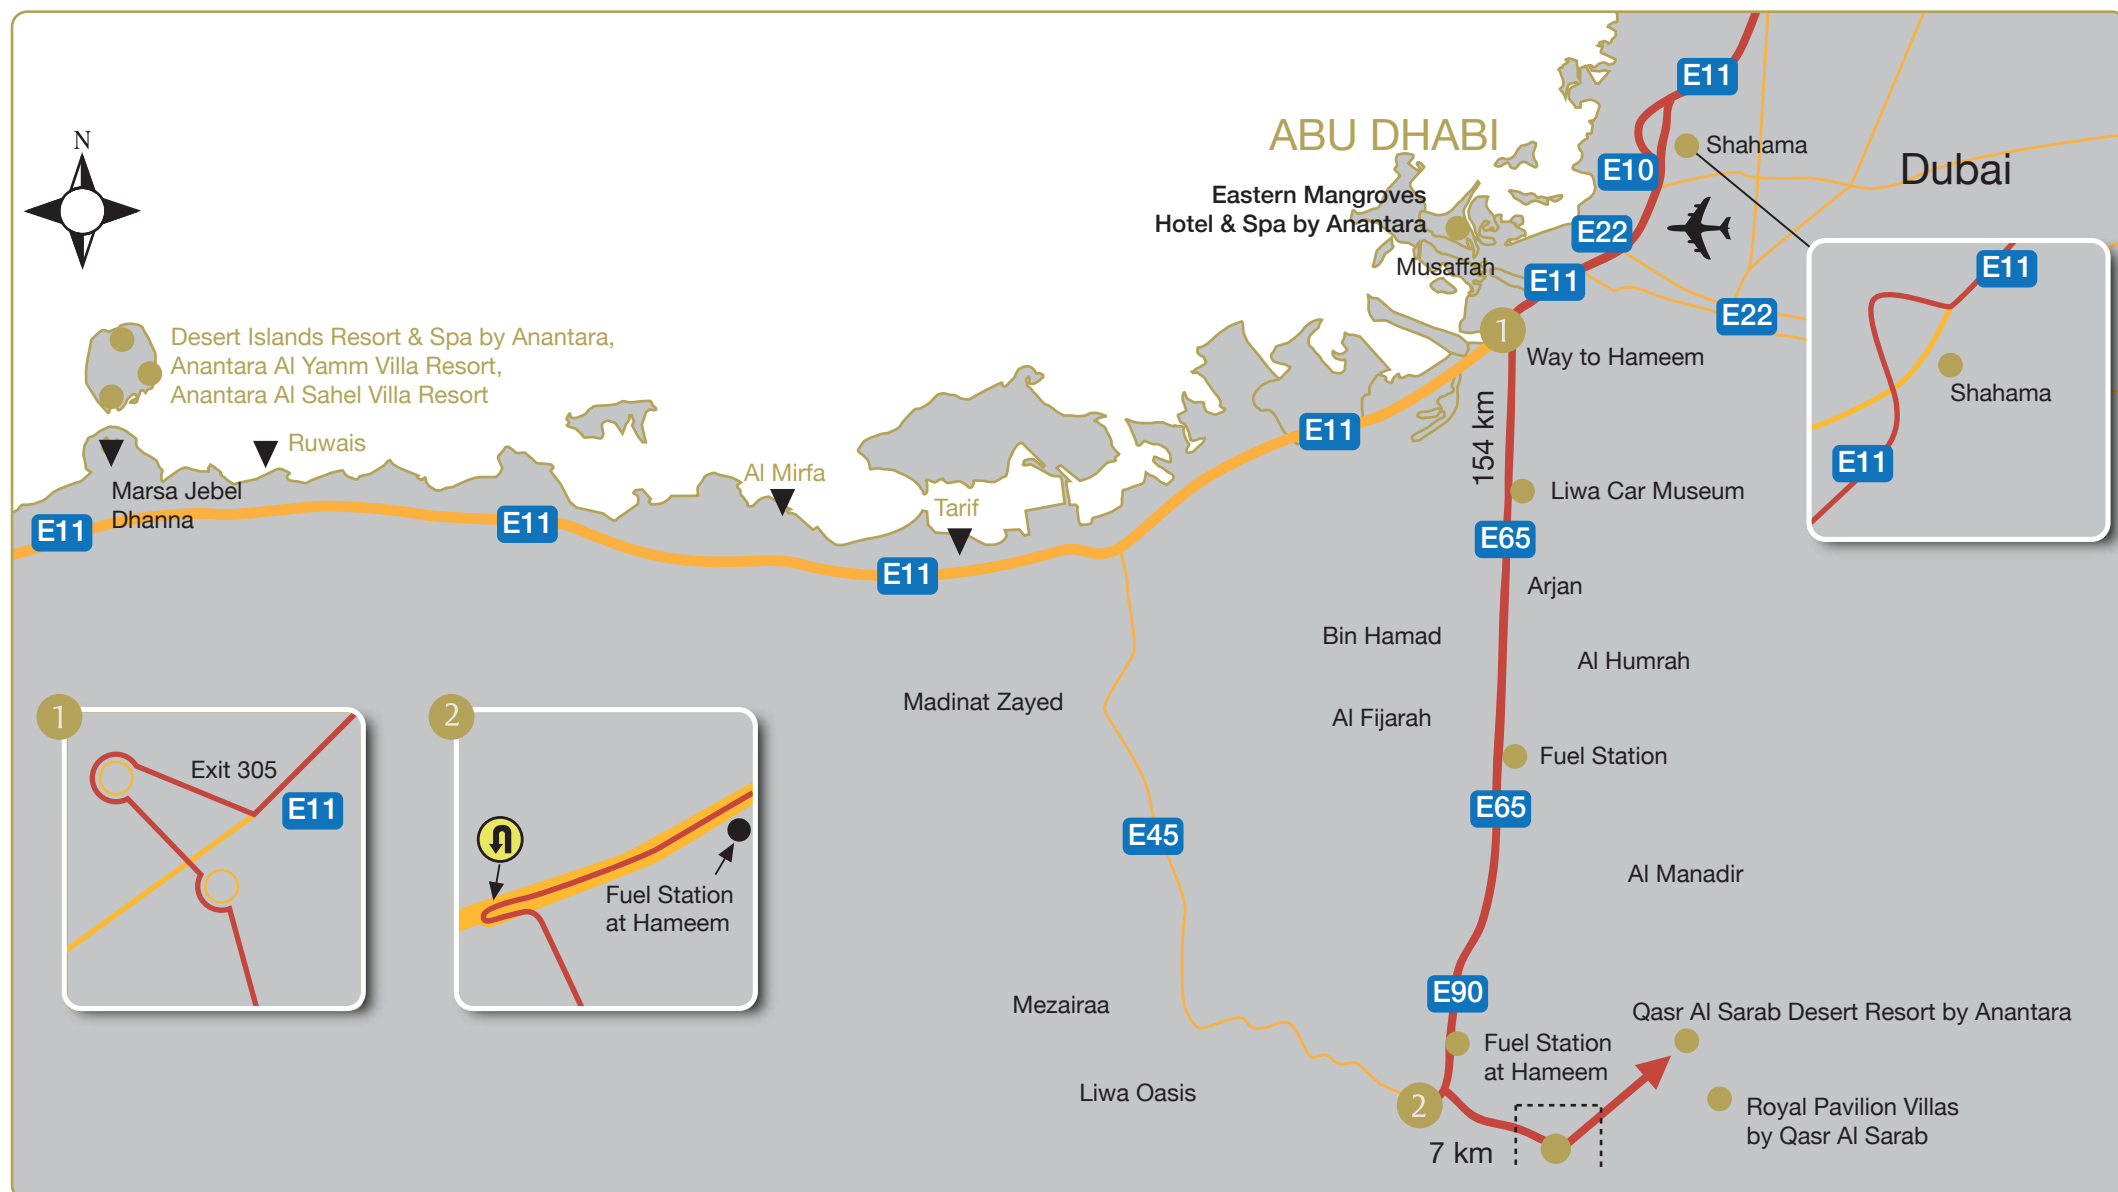 N
ABU DHABI
E11
Shahama
E10
Dubai
Eastern Mangroves
Hotel & Spa by Anantara
E22
Musaffah
E11
E22
1
Way to Hameem
E11
Shahama
E11
Desert Islands Resort & Spa by Anantara,
Anantara Al Yamm Villa Resort,
Anantara Al Sahel Villa Resort
Ruwais
Marsa Jebel
Dhanna
E11
E11
Al Mirfa
Tarif
E11
E11
154 km
Liwa Car Museum
E65
Arjan
Bin Hamad
Al Humrah
Madinat Zayed
Al Fijarah
Fuel Station
E65
E45
Al Manadir
1
Exit 305
E11
2
Fuel Station
at Hameem
Mezairaa
E90
Qasr Al Sarab Desert Resort by Anantara
Fuel Station
at Hameem
Liwa Oasis
2
7 km
Royal Pavilion Villas
by Qasr Al Sarab